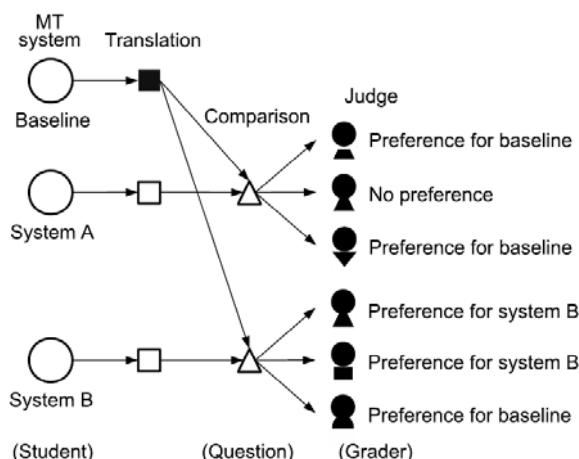 MT
system
Translation
Baseline
Comparison
Judge
Preference for baseline
System A
No preference
Preference for baseline
Preference for system B
System B
Preference for system B
Preference for baseline
(Student)
(Question)
(Grader)